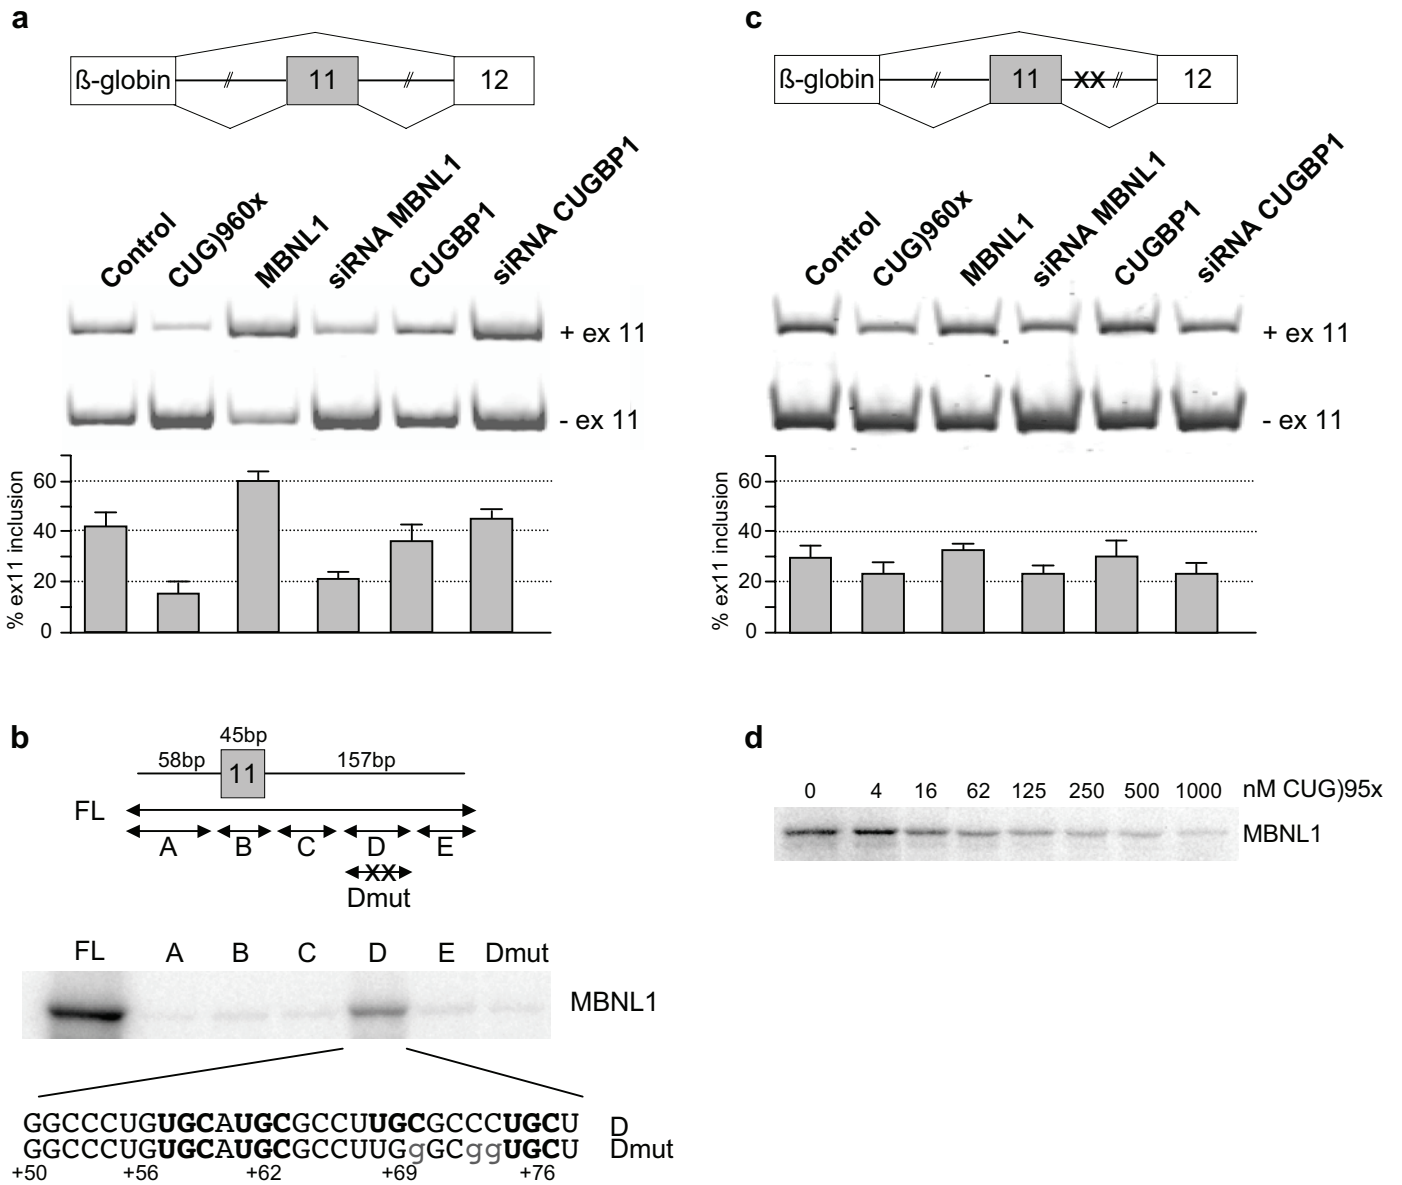 a
ß-globin 11 12
Control CUG)960x MBNL1 siRNA MBNL1 CUGBP1 siRNA CUGBP1
+ ex 11
- ex 11
% ex11 inclusion
60
40
20
0
c
ß-globin 11 xx 12
Control CUG)960x MBNL1 siRNA MBNL1 CUGBP1 siRNA CUGBP1
+ ex 11
- ex 11
% ex11 inclusion
60
40
20
0
b
45bp
58bp 11 157bp
FL
A B C D E
xx
Dmut
FL A B C D E Dmut
MBNL1
GGCCCUGUGCAUGCGCCUUGCGCCCUGCU D
GGCCCUGUGCAUGCGCCUUGgGCggUGCU Dmut
+50 +56 +62 +69 +76
d
0 4 16 62 125 250 500 1000 nM CUG)95x
MBNL1